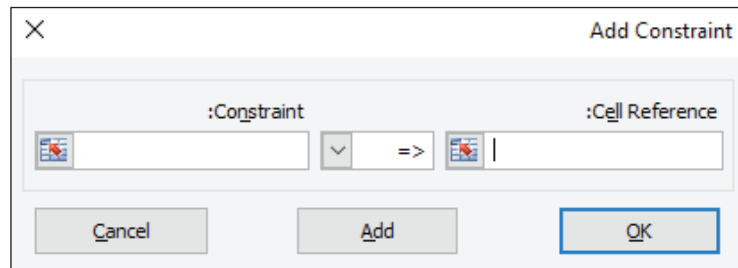 Add Constraint
:Cell Reference
:Constraint
=>
OK
Add
Cancel